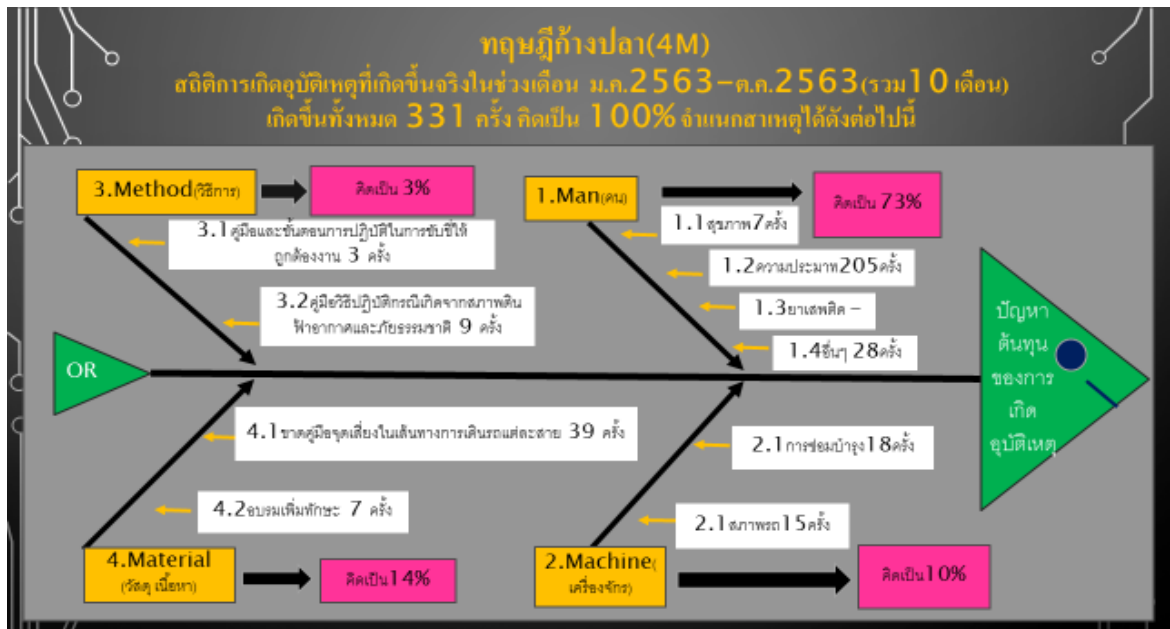 ทฤษฎีก้างปลา(4M)
สถิติการเกิดอุบัติเหตุที่เกิดขึ้นจริงในช่วงเดือน ม.ค.2563-ต.ค.2563(รวม10 เดือน)
เกิดขึ้นทั้งหมด 331 ครั้ง คิดเป็น 100% จำแนกสาเหตุได้ดังต่อไปนี้
3.Method(วิธีการ)
คิดเป็น 3%
3.1คู่มือและขั้นตอนการปฏิบัติในการขับขี่ให้
ถูกต้องงาน 3 ครั้ง
3.2คู่มือวิธีปฏิบัติกรณีเกิดจากสภาพดิน
ฟ้าอากาศและภัยธรรมชาติ 9 ครั้ง
1.Man(คน)
คิดเป็น 73%
1.1สุขภาพ7ครั้ง
1.2ความประมาท205ครั้ง
1.3ยาเสพติด -
1.4อื่นๆ 28ครั้ง
OR
ปัญหา
ต้นทุน
ของการ
เกิด
อุบัติเหตุ
4.1ขาดคู่มือจุดเสี่ยงในเส้นทางการเดินรถแต่ละสาย 39 ครั้ง
4.2อบรมเพิ่มทักษะ 7 ครั้ง
4.Material
(วัสดุ เนื้อหา)
คิดเป็น14%
2.1การซ่อมบำรุง18ครั้ง
2.1สภาพรถ15ครั้ง
2.Machine(
เครื่องจักร)
คิดเป็น10%